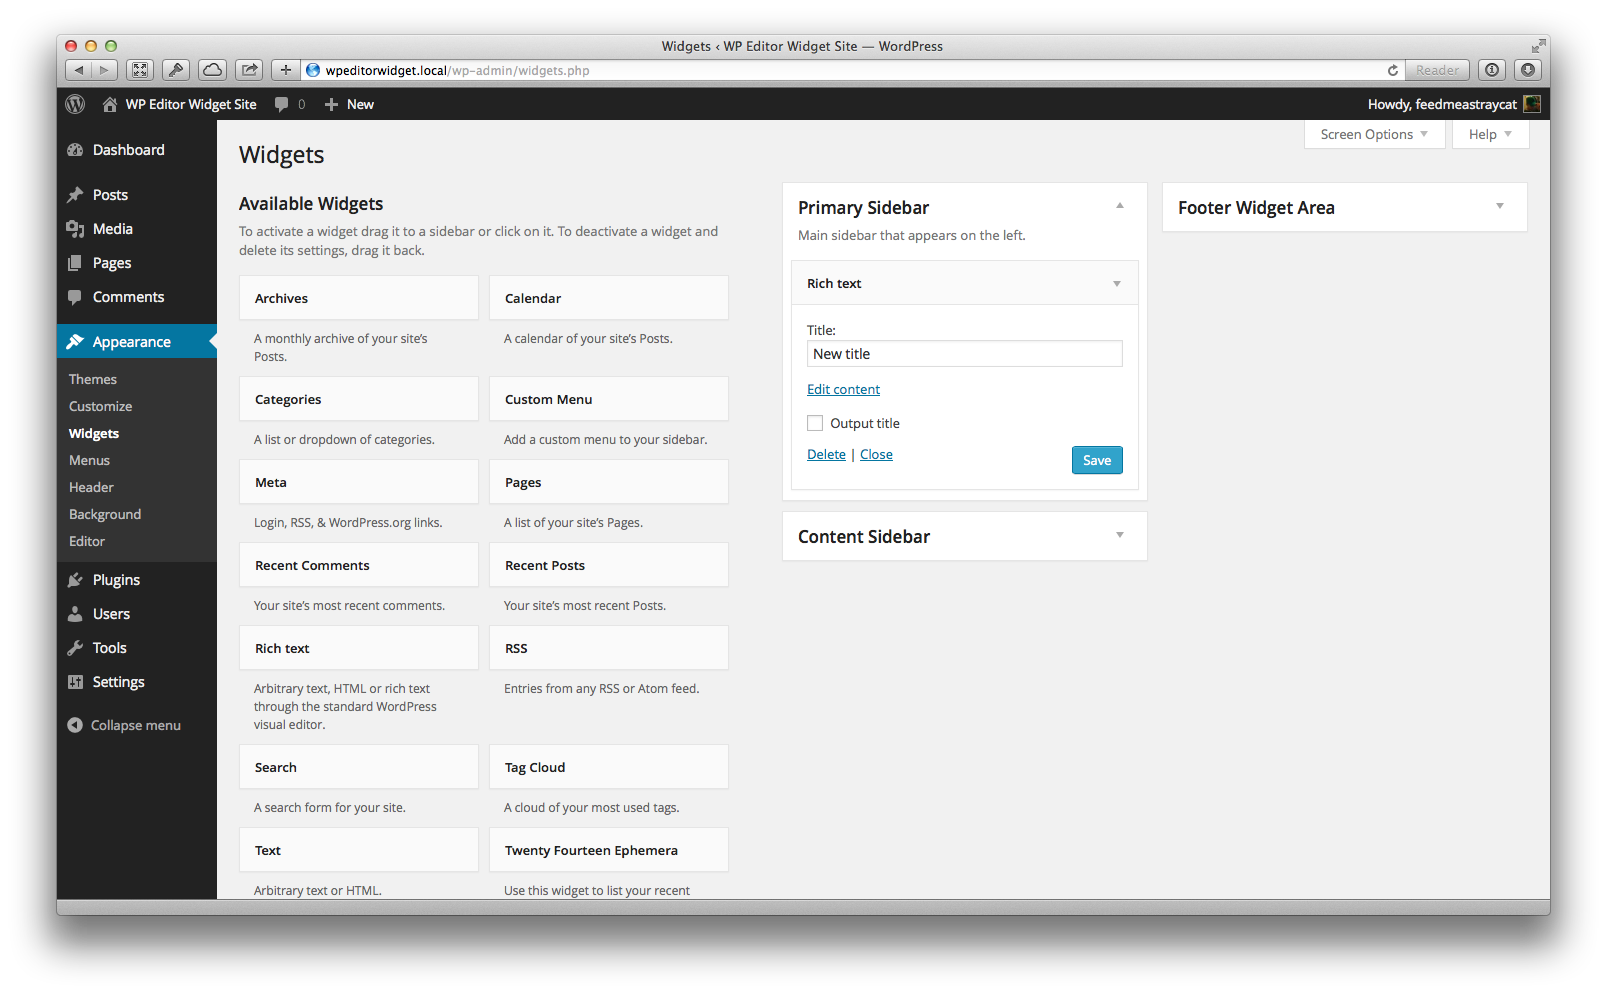 Widgets ‹ WP Editor Widget Site — WordPress
wpeditorwidget.local/wp-admin/widgets.php
Reader
WP Editor Widget Site
0
New
Howdy, feedmeastraycat
Dashboard
Posts
Media
Pages
Comments
Appearance
Themes
Customize
Widgets
Menus
Header
Background
Editor
Plugins
Users
Tools
Settings
Collapse menu
Screen Options
Help
Widgets
Available Widgets
To activate a widget drag it to a sidebar or click on it. To deactivate a widget and
delete its settings, drag it back.
Archives
A monthly archive of your site’s
Posts.
Calendar
A calendar of your site’s Posts.
Categories
A list or dropdown of categories.
Custom Menu
Add a custom menu to your sidebar.
Meta
Login, RSS, & WordPress.org links.
Pages
A list of your site’s Pages.
Recent Comments
Your site’s most recent comments.
Recent Posts
Your site’s most recent Posts.
Rich text
Arbitrary text, HTML or rich text
through the standard WordPress
visual editor.
RSS
Entries from any RSS or Atom feed.
Search
A search form for your site.
Tag Cloud
A cloud of your most used tags.
Text
Arbitrary text or HTML.
Twenty Fourteen Ephemera
Use this widget to list your recent
Primary Sidebar
Main sidebar that appears on the left.
Rich text
Title:
New title
Edit content
Output title
Delete | Close
Save
Content Sidebar
Footer Widget Area